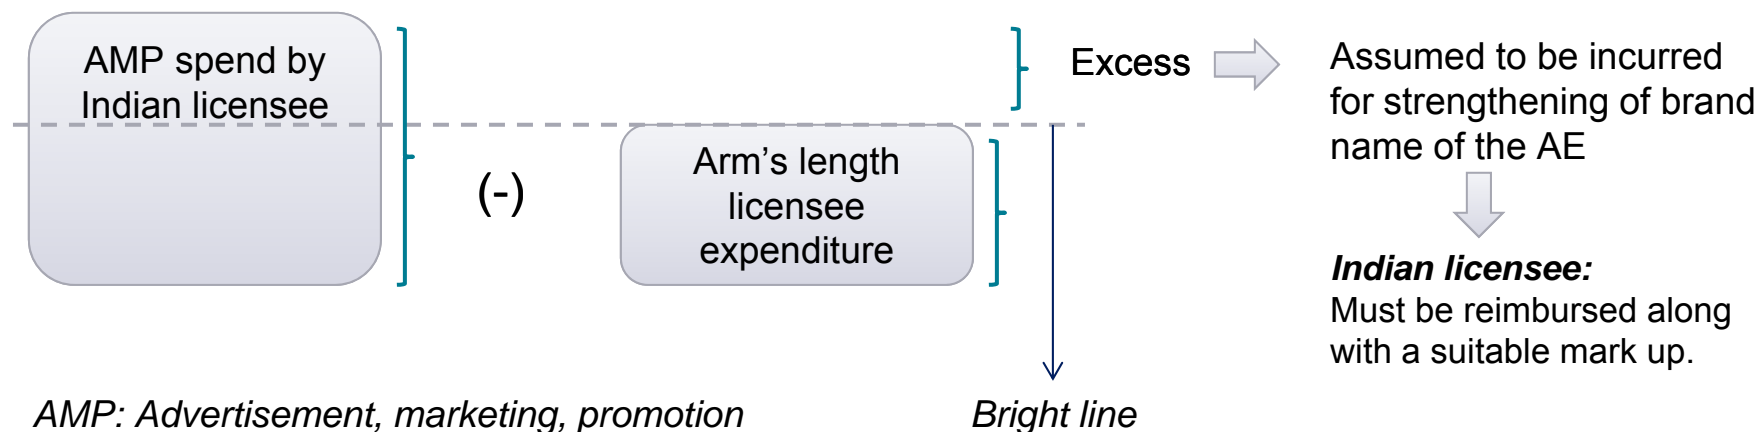 AMP spend by
Indian licensee
(-)
Arm’s length
licensee
expenditure
Excess
Assumed to be incurred
for strengthening of brand
name of the AE
Indian licensee:
Must be reimbursed along
with a suitable mark up.
AMP: Advertisement, marketing, promotion
Bright line